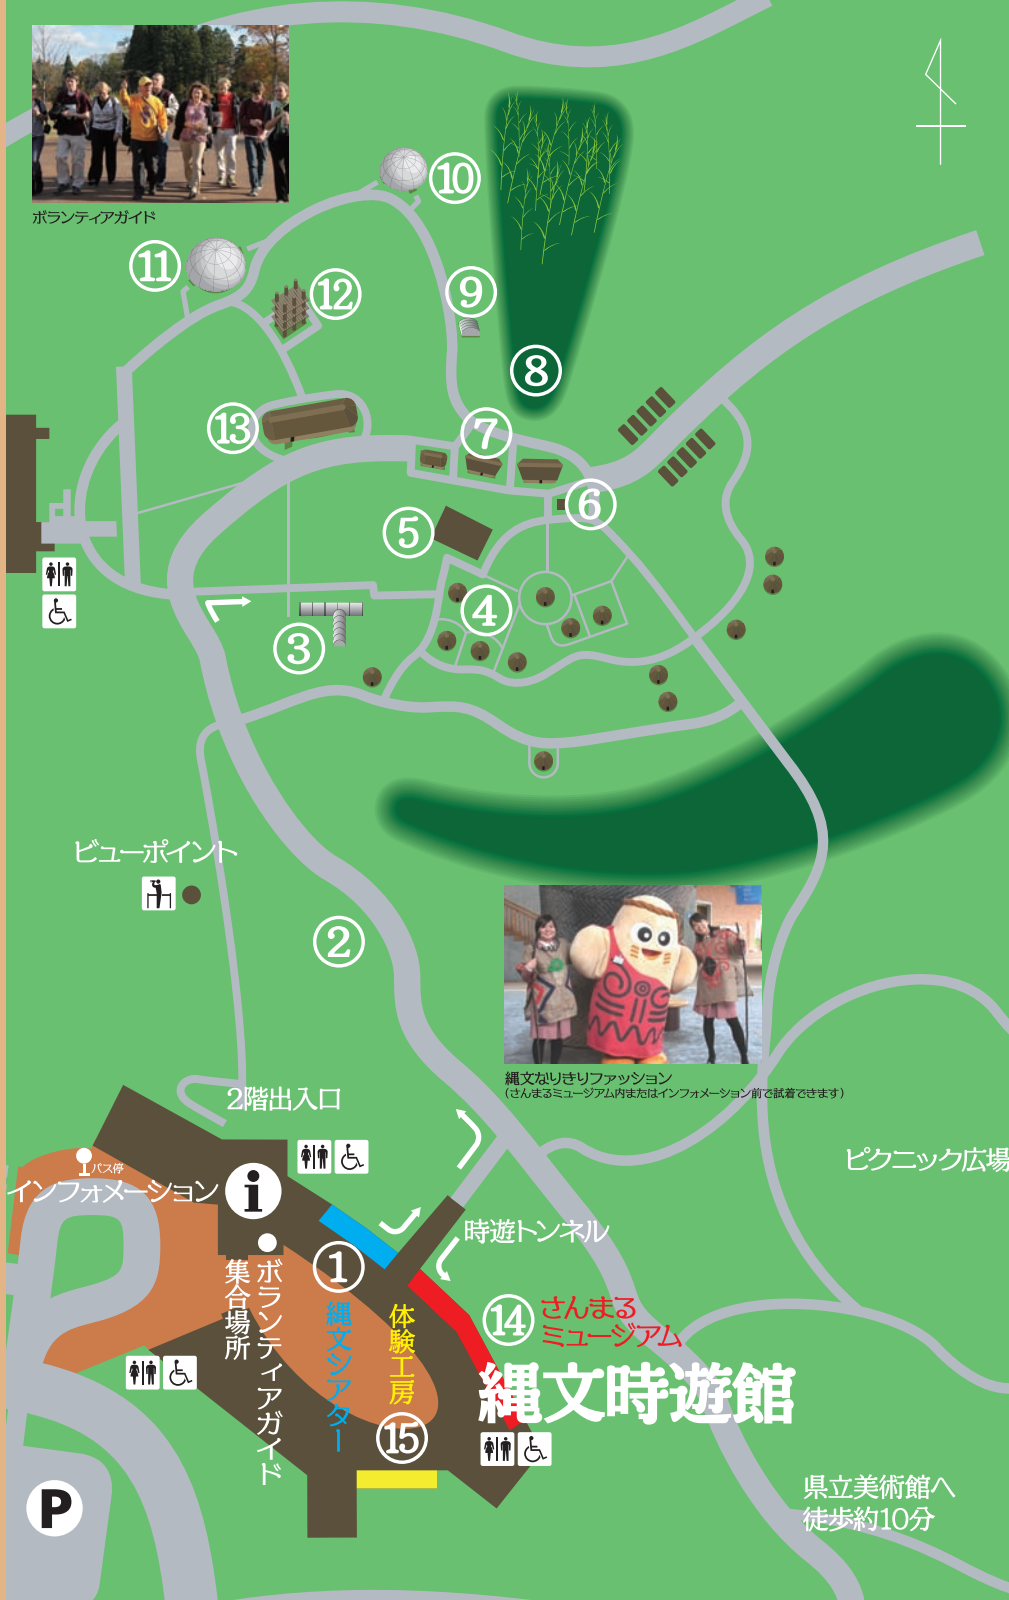 ボランティアガイド
⑩
⑪
⑫
⑨
⑧
⑬
⑦
⑥
⑤
④
③
ビューポイント
②
縄文なりきりファッション
（さんまるミュージアム内またはインフォメーション前で試着できます）
2階出入口
ピクニック広場
バス停
インフォメーション
i
時遊トンネル
ボランティアガイド
集合場所
①
縄文シアター
体験工房
⑮
⑭
さんまる
ミュージアム
縄文時遊館
P
県立美術館へ
徒歩約10分